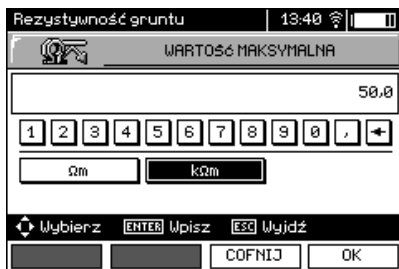 Rezystywność gruntu 13:40
WARTOŚĆ MAKSYMALNA
50,0
1 2 3 4 5 6 7 8 9 0 ,
Ωm kΩm
Wybierz ENTER Wpisz ESC Wyjdź
COFNIJ OK